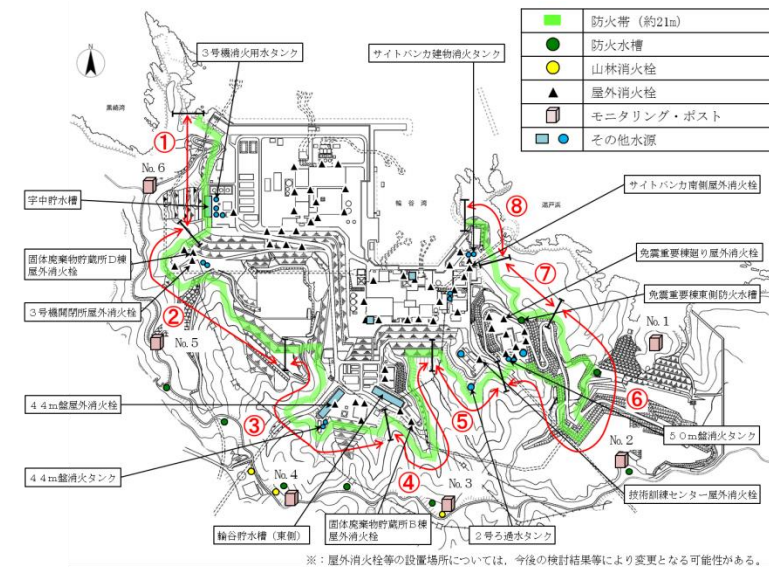 防火帯（約21m）
防火水槽
山林消火栓
屋外消火栓
モニタリング・ポスト
その他水源
３号機消火用水タンク
サイトバンカ建物消火タンク
N
黒崎湾
①
No.6
宇中貯水槽
輪谷湾
瀬戸浜
⑧
サイトバンカ南側屋外消火栓
固体廃棄物貯蔵所Ｄ棟
屋外消火栓
⑦
免震重要棟廻り屋外消火栓
３号機開閉所屋外消火栓
②
免震重要棟東側防火水槽
No.5
No.1
４４m盤屋外消火栓
③
⑤
⑥
５０m盤消火タンク
４４m盤消火タンク
④
No.2
No.4
No.3
技術訓練センター屋外消火栓
輪谷貯水槽（東側）
固体廃棄物貯蔵所Ｂ棟
屋外消火栓
２号ろ過水タンク
※：屋外消火栓等の設置場所については，今後の検討結果等により変更となる可能性がある。